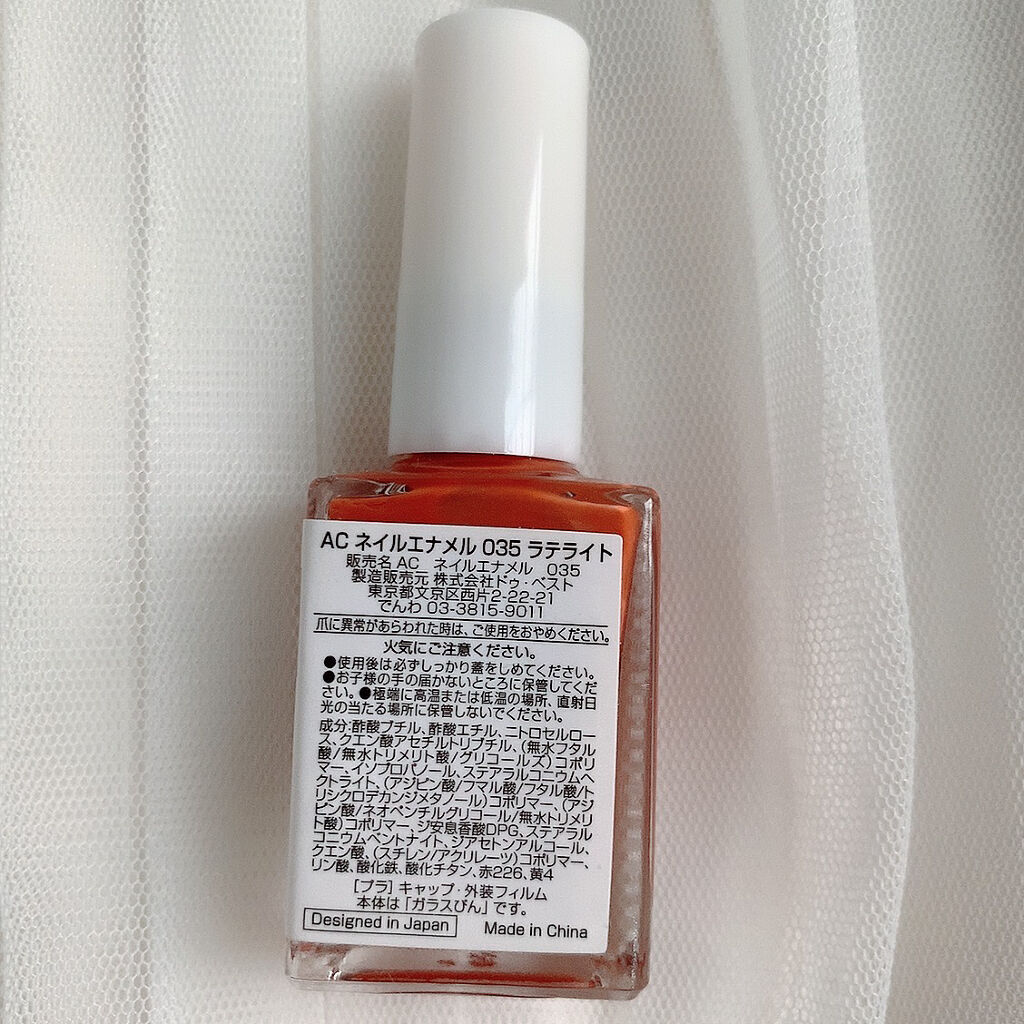 AC ネイルエナメル 035 ラテライト
販売名 AC ネイルエナメル 035
製造販売元 株式会社ドゥ・ベスト
東京都文京区西片2-22-21
でんわ 03-3815-9011
爪に異常があらわれた時は、ご使用をおやめください。
火気にご注意ください。
●使用後は必ずしっかり蓋をしめてください。
●お子様の手の届かないところに保管してくだ
さい。●極端に高温または低温の場所、直射日
光の当たる場所に保管しないでください。
成分:酢酸ブチル、酢酸エチル、ニトロセルロー
ス、クエン酸アセチルトリブチル、(無水フタル
酸/無水トリメリト酸/グリコールズ)コポリ
マー、イソプロパノール、ステアラルコニウムヘ
クトライト、(アジピン酸/フマル酸/フタル酸/ト
リシクロデカンジメタノール)コポリマー、(アジ
ピン酸/ネオペンチルグリコール/無水トリメリ
ト酸)コポリマー、ジ安息香酸DPG、ステアラル
コニウムベントナイト、ジアセトンアルコール、
クエン酸、(スチレン/アクリレーツ)コポリマー、
リン酸、酸化鉄、酸化チタン、赤226、黄4
[プラ] キャップ・外装フィルム
本体は「ガラスびん」です。
Designed in Japan Made in China